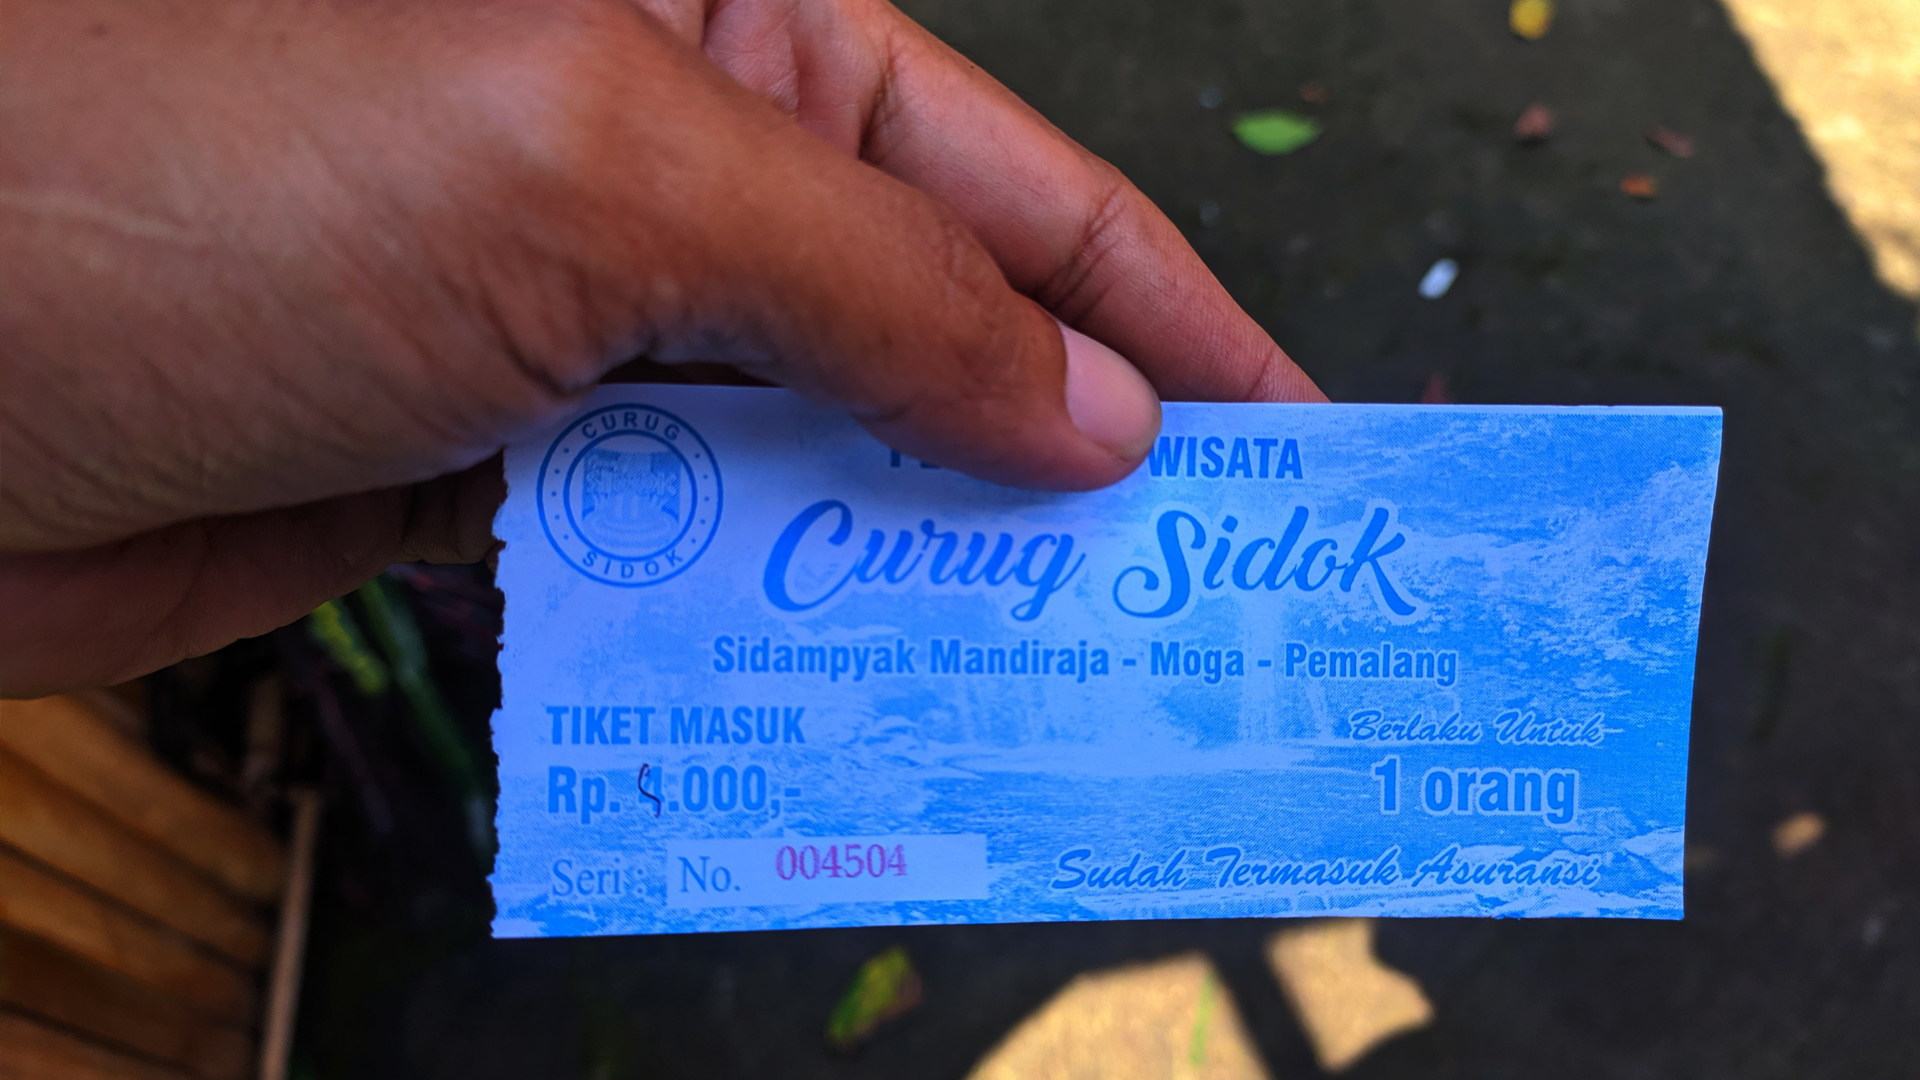 CURUG
SIDOK
WISATA
Curug Sidok
Sidampyak Mandiraja - Moga - Pemalang
TIKET MASUK
Rp. .000,-
Berlaku Untuk
1 orang
Seri : No. 004504
Sudah Termasuk Asuransi